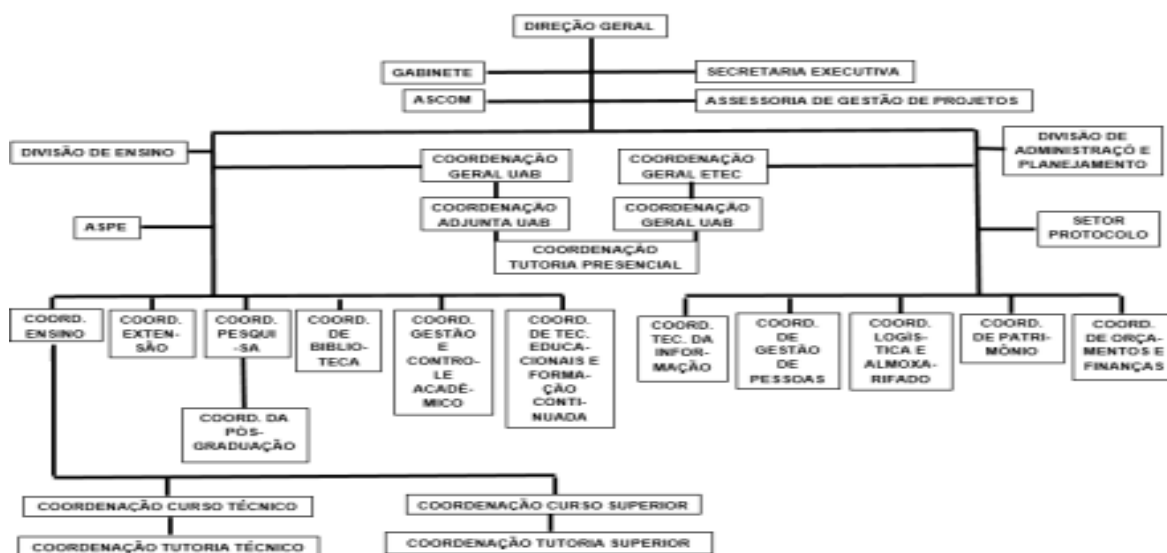 DIREÇÃO GERAL
GABINETE
SECRETARIA EXECUTIVA
ASCOM
ASSESSORIA DE GESTÃO DE PROJETOS
DIVISÃO DE ENSINO
DIVISÃO DE
ADMINISTRAÇÕ E
PLANEJAMENTO
COORDENAÇÃO
GERAL UAB
COORDENAÇÃO
GERAL ETEC
COORDENAÇÃO
ADJUNTA UAB
COORDENAÇÃO
GERAL UAB
ASPE
SETOR
PROTOCOLO
COORDENAÇÃO
TUTORIA PRESENCIAL
COORD.
ENSINO
COORD.
EXTEN-
SÃO
COORD.
PESQUI
-SA
COORD.
DE
BIBLIO-
TECA
COORD.
GESTÃO
E
CONTRO-
LE
ACADÊ-
MICO
COORD.
DE TEC.
EDUCA-
CIONAIS E
FORMA-
ÇÃO
CONTI-
NUADA
COORD.
TEC. DA
INFOR-
MAÇÃO
COORD.
DE
GESTÃO
DE
PESSOAS
COORD.
LOGÍS-
TICA E
ALMOXA-
RIFADO
COORD.
DE PATRI-
MÔNIO
COORD.
DE ORÇA-
MENTOS E
FINANÇAS
COORD. DA
PÓS-
GRADUAÇÃO
COORDENAÇÃO CURSO TÉCNICO
COORDENAÇÃO CURSO SUPERIOR
COORDENAÇÃO TUTORIA TÉCNICO
COORDENAÇÃO TUTORIA SUPERIOR